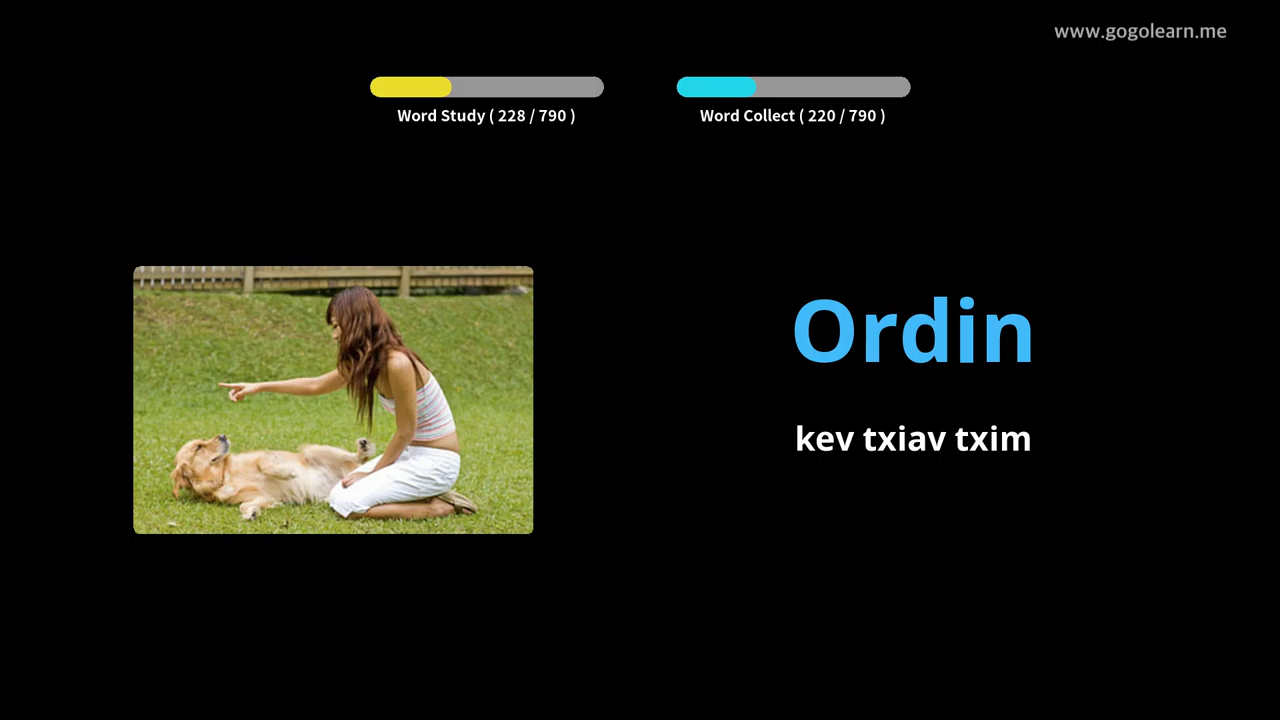 www.gogolearn.me
Word Study ( 228 / 790 )
Word Collect ( 220 / 790 )
Ordin
kev txiav txim